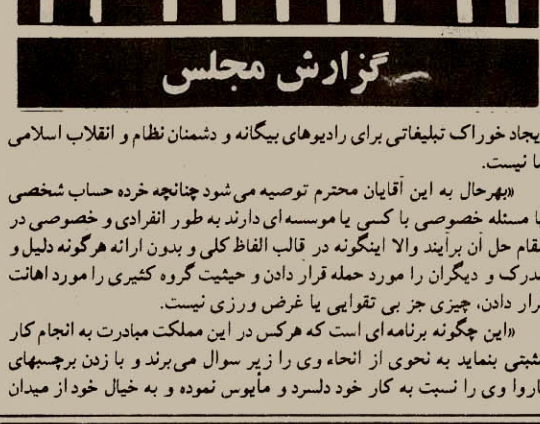 گزارش مجلس
یجاد خوراک تبلیغاتی برای رادیوهای بیگانه و دشمنان نظام و انقلاب اسلامی
ما نیست.
«بهرحال به این آقایان محترم توصیه می شود چنانچه خرده حساب شخصی
یا مسئله خصوصی با کسی یا موسسه ای دارند به طور انفرادی و خصوصی در
مقام حل آن برآیند والا اینگونه در قالب الفاظ کلی و بدون ارائه هرگونه دلیل و
مدرک و دیگران را مورد حمله قرار دادن و حیثیت گروه کثیری را مورد اهانت
قرار دادن، چیزی جز بی تقوایی یا غرض ورزی نیست.
«این چگونه برنامه ای است که هرکس در این مملکت مبادرت به انجام کار
مثبتی بنماید به نحوی از انحاء وی را زیر سوال می برند و با زدن برچسبهای
ناروا وی را نسبت به کار خود دلسرد و مأیوس نموده و به خیال خود از میدان